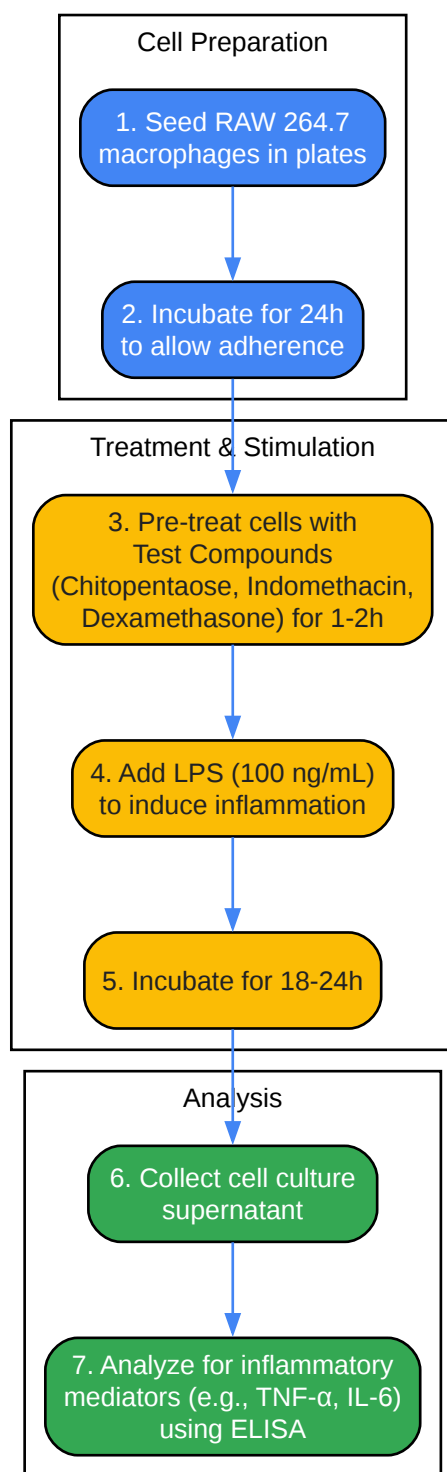 Cell Preparation
1. Seed RAW 264.7
macrophages in plates
2. Incubate for 24h
to allow adherence
Treatment & Stimulation
3. Pre-treat cells with
Test Compounds
(Chitopentaose, Indomethacin,
Dexamethasone) for 1-2h
4. Add LPS (100 ng/mL)
to induce inflammation
5. Incubate for 18-24h
Analysis
6. Collect cell culture
supernatant
7. Analyze for inflammatory
mediators (e.g., TNF-α, IL-6)
using ELISA